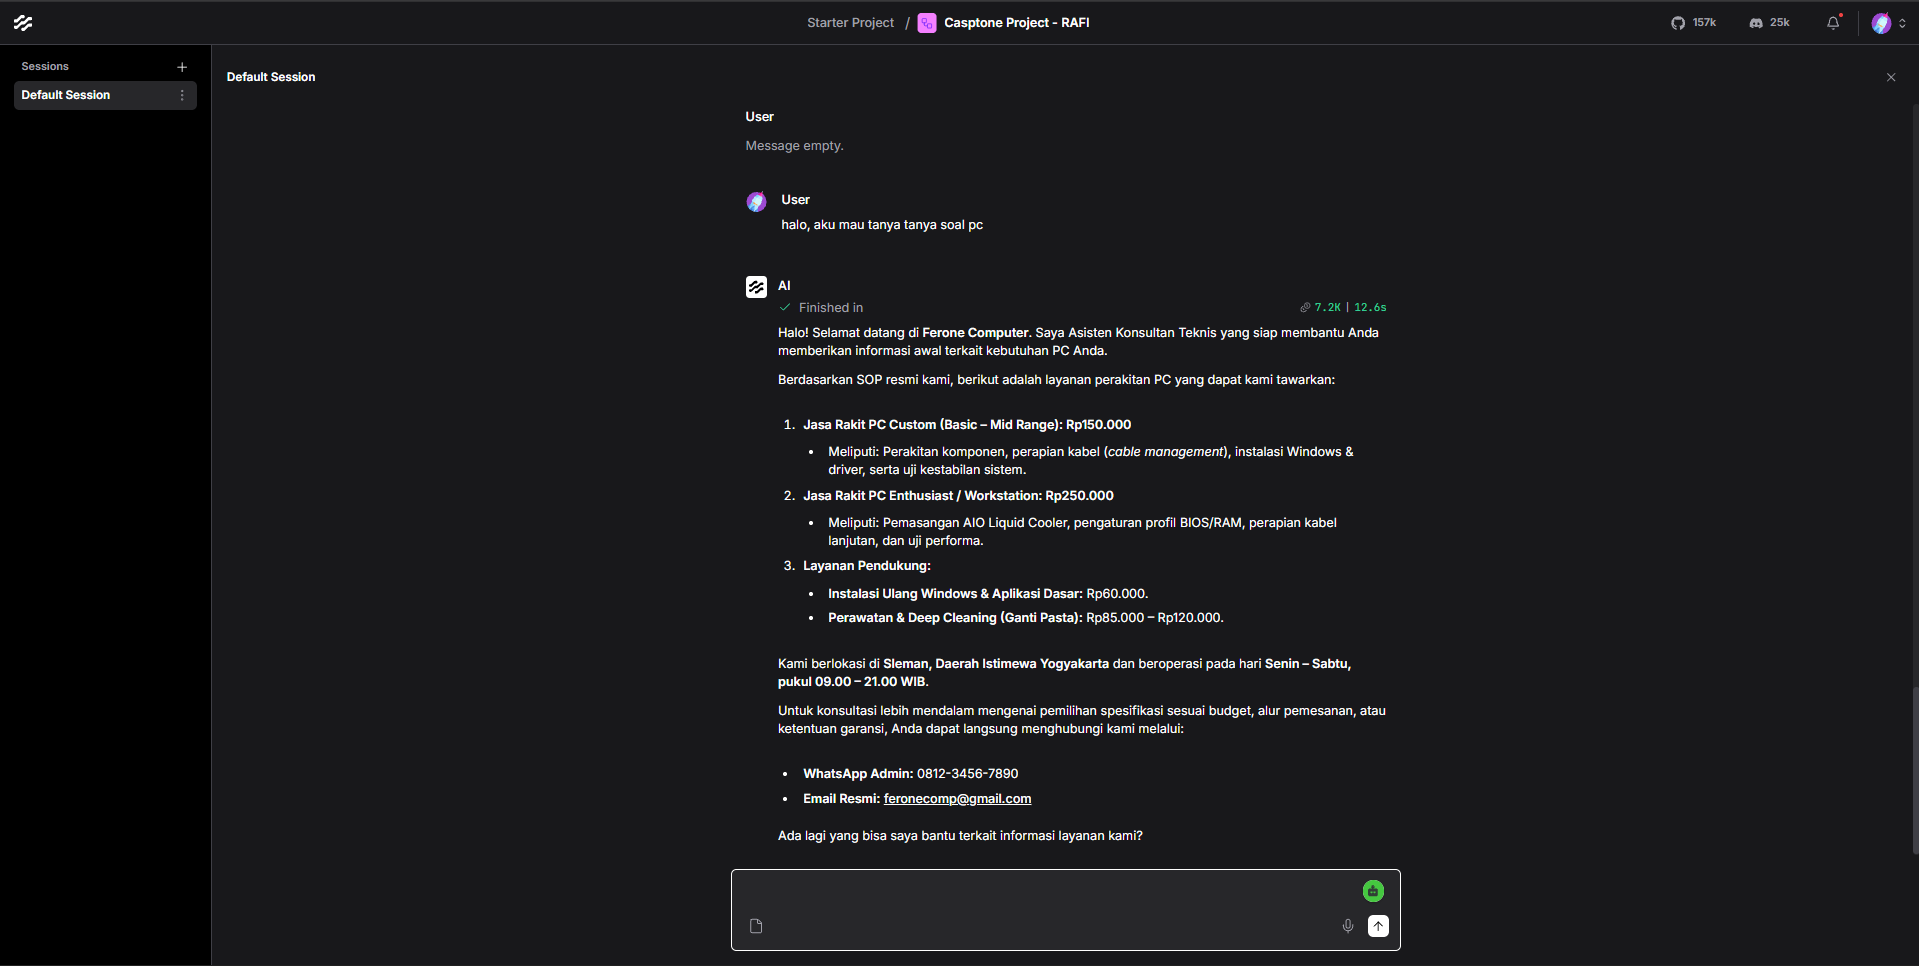 Starter Project / Casptone Project - RAFI
157k
25k
Sessions
Default Session
Default Session
User
Message empty.
User
halo, aku mau tanya tanya soal pc
AI
Finished in
7.2K | 12.6s
Halo! Selamat datang di Ferone Computer. Saya Asisten Konsultan Teknis yang siap membantu Anda
memberikan informasi awal terkait kebutuhan PC Anda.
Berdasarkan SOP resmi kami, berikut adalah layanan perakitan PC yang dapat kami tawarkan:
1. Jasa Rakit PC Custom (Basic – Mid Range): Rp150.000
• Meliputi: Perakitan komponen, perapian kabel (cable management), instalasi Windows &
driver, serta uji kestabilan sistem.
2. Jasa Rakit PC Enthusiast / Workstation: Rp250.000
• Meliputi: Pemasangan AIO Liquid Cooler, pengaturan profil BIOS/RAM, perapian kabel
lanjutan, dan uji performa.
3. Layanan Pendukung:
• Instalasi Ulang Windows & Aplikasi Dasar: Rp60.000.
• Perawatan & Deep Cleaning (Ganti Pasta): Rp85.000 – Rp120.000.
Kami berlokasi di Sleman, Daerah Istimewa Yogyakarta dan beroperasi pada hari Senin – Sabtu,
pukul 09.00 – 21.00 WIB.
Untuk konsultasi lebih mendalam mengenai pemilihan spesifikasi sesuai budget, alur pemesanan, atau
ketentuan garansi, Anda dapat langsung menghubungi kami melalui:
• WhatsApp Admin: 0812-3456-7890
• Email Resmi: feronecomp@gmail.com
Ada lagi yang bisa saya bantu terkait informasi layanan kami?